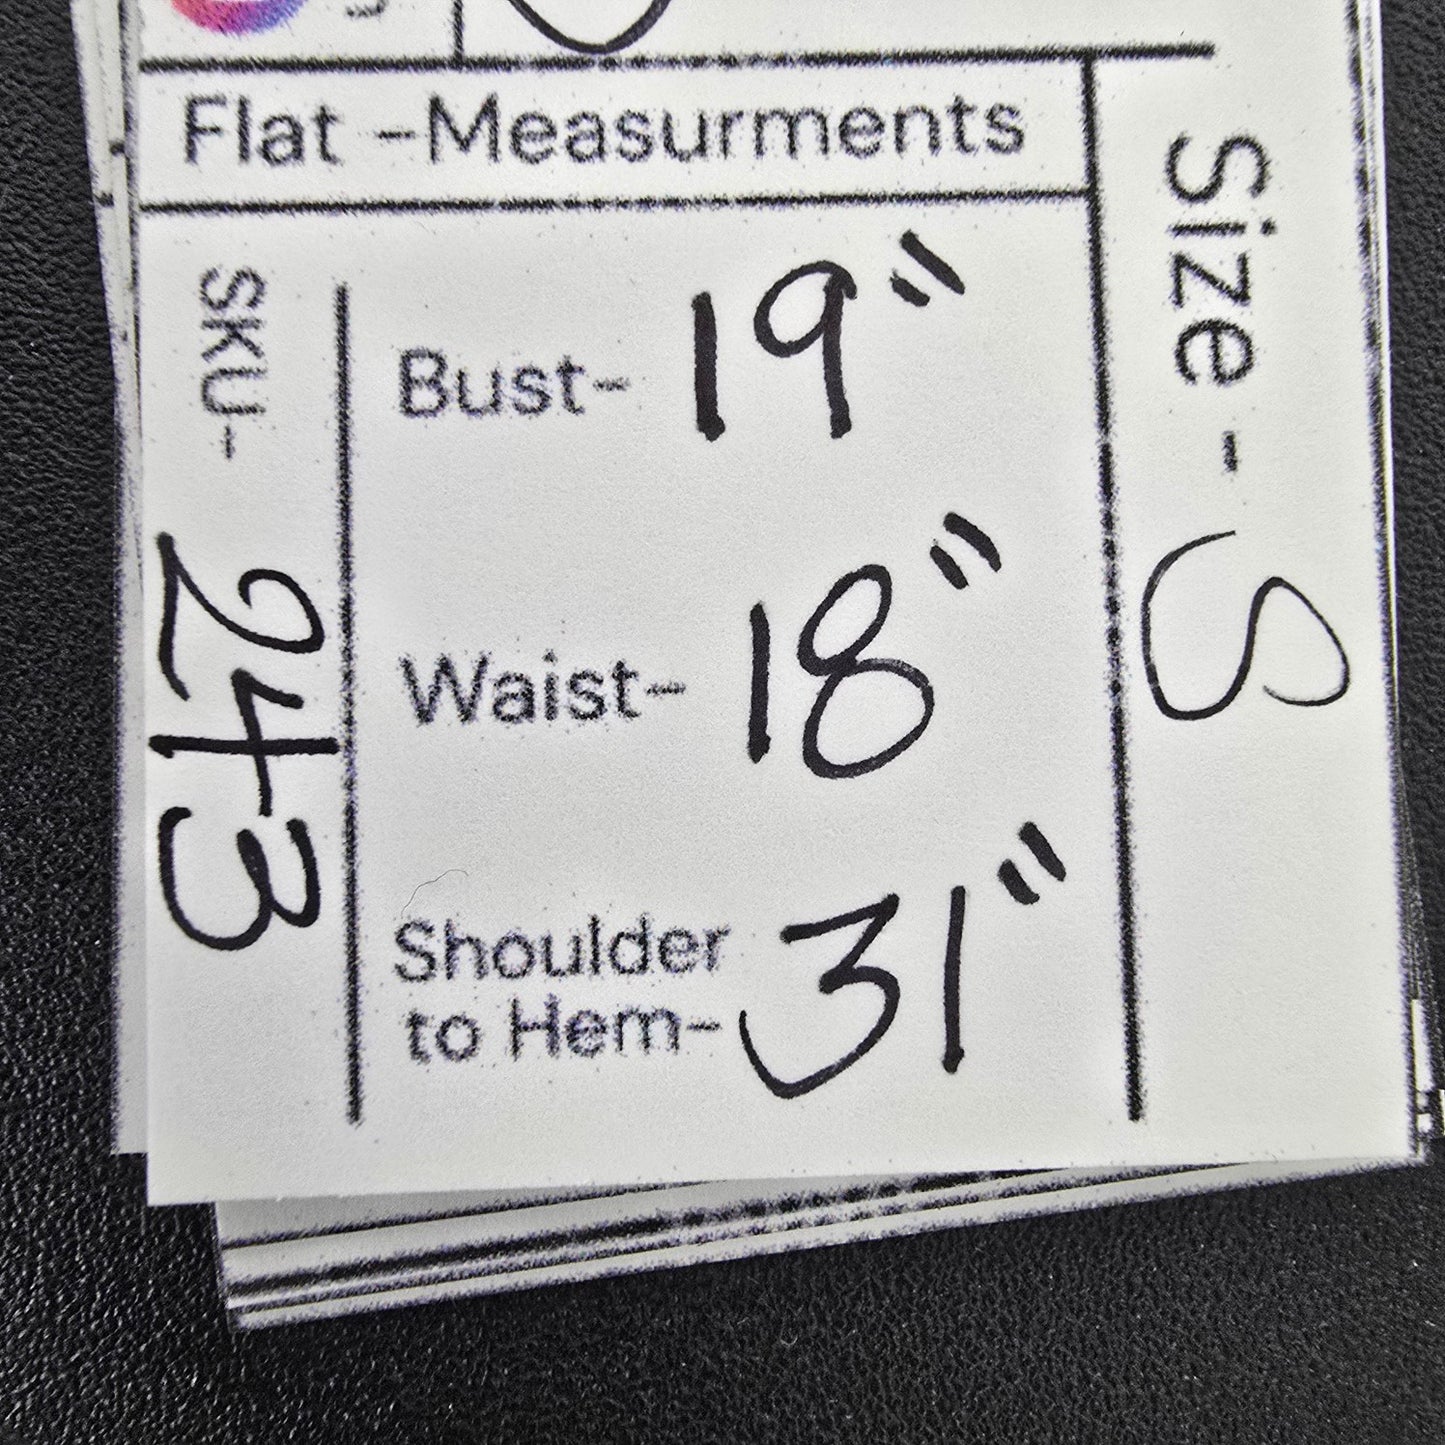 Flat -Measurments
Size - S
SKU- 243
Bust- 19"
Waist- 18"
Shoulder
to Hem- 31"